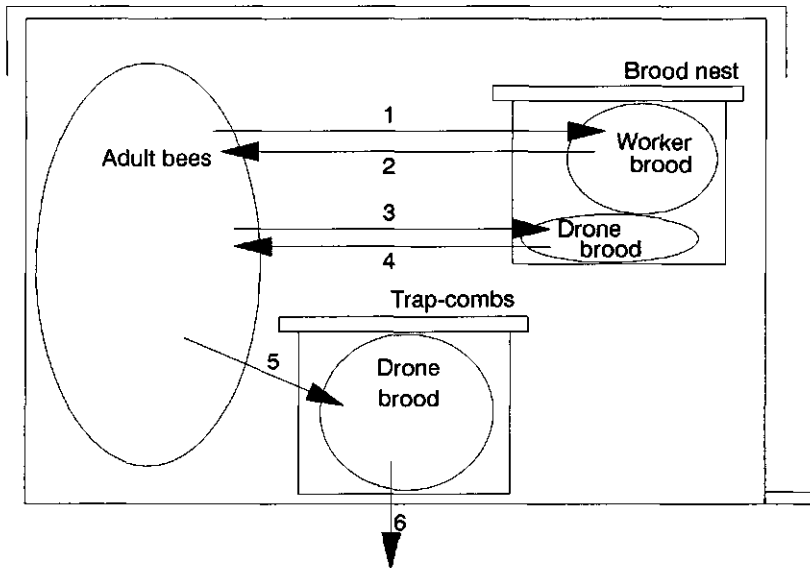 Brood nest
1
Adult bees
2
Worker
brood
3
4
Drone
brood
Trap-combs
5
Drone
brood
6